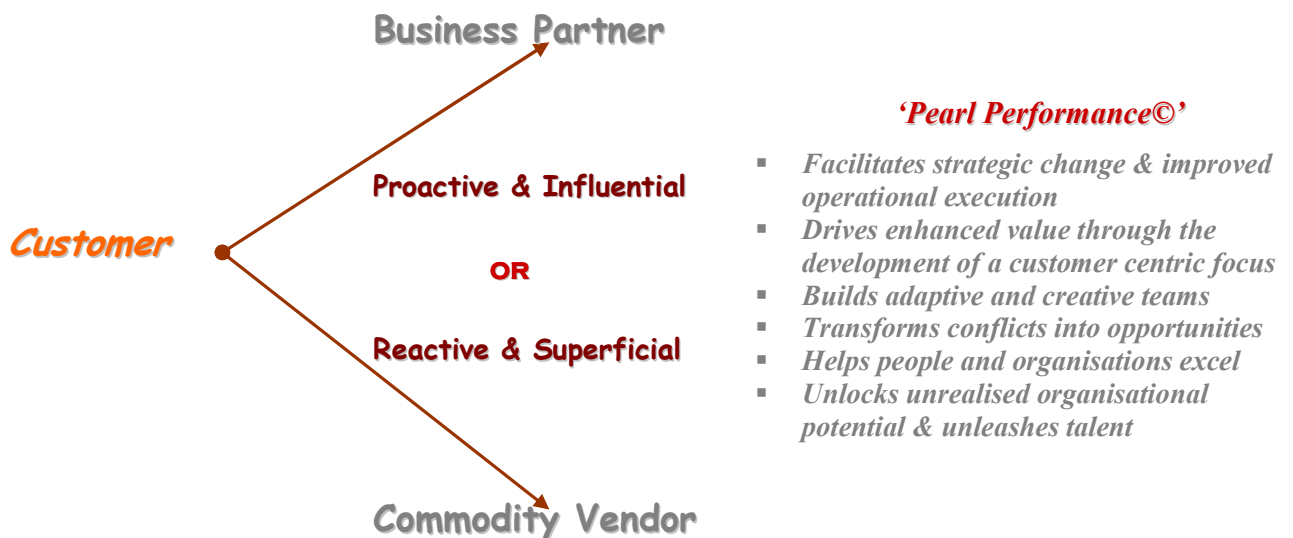 Business Partner
Proactive & Influential
Customer
OR
Reactive & Superficial
Commodity Vendor
‘Pearl Performance©’
▪ Facilitates strategic change & improved
operational execution
▪ Drives enhanced value through the
development of a customer centric focus
▪ Builds adaptive and creative teams
▪ Transforms conflicts into opportunities
▪ Helps people and organisations excel
▪ Unlocks unrealised organisational
potential & unleashes talent